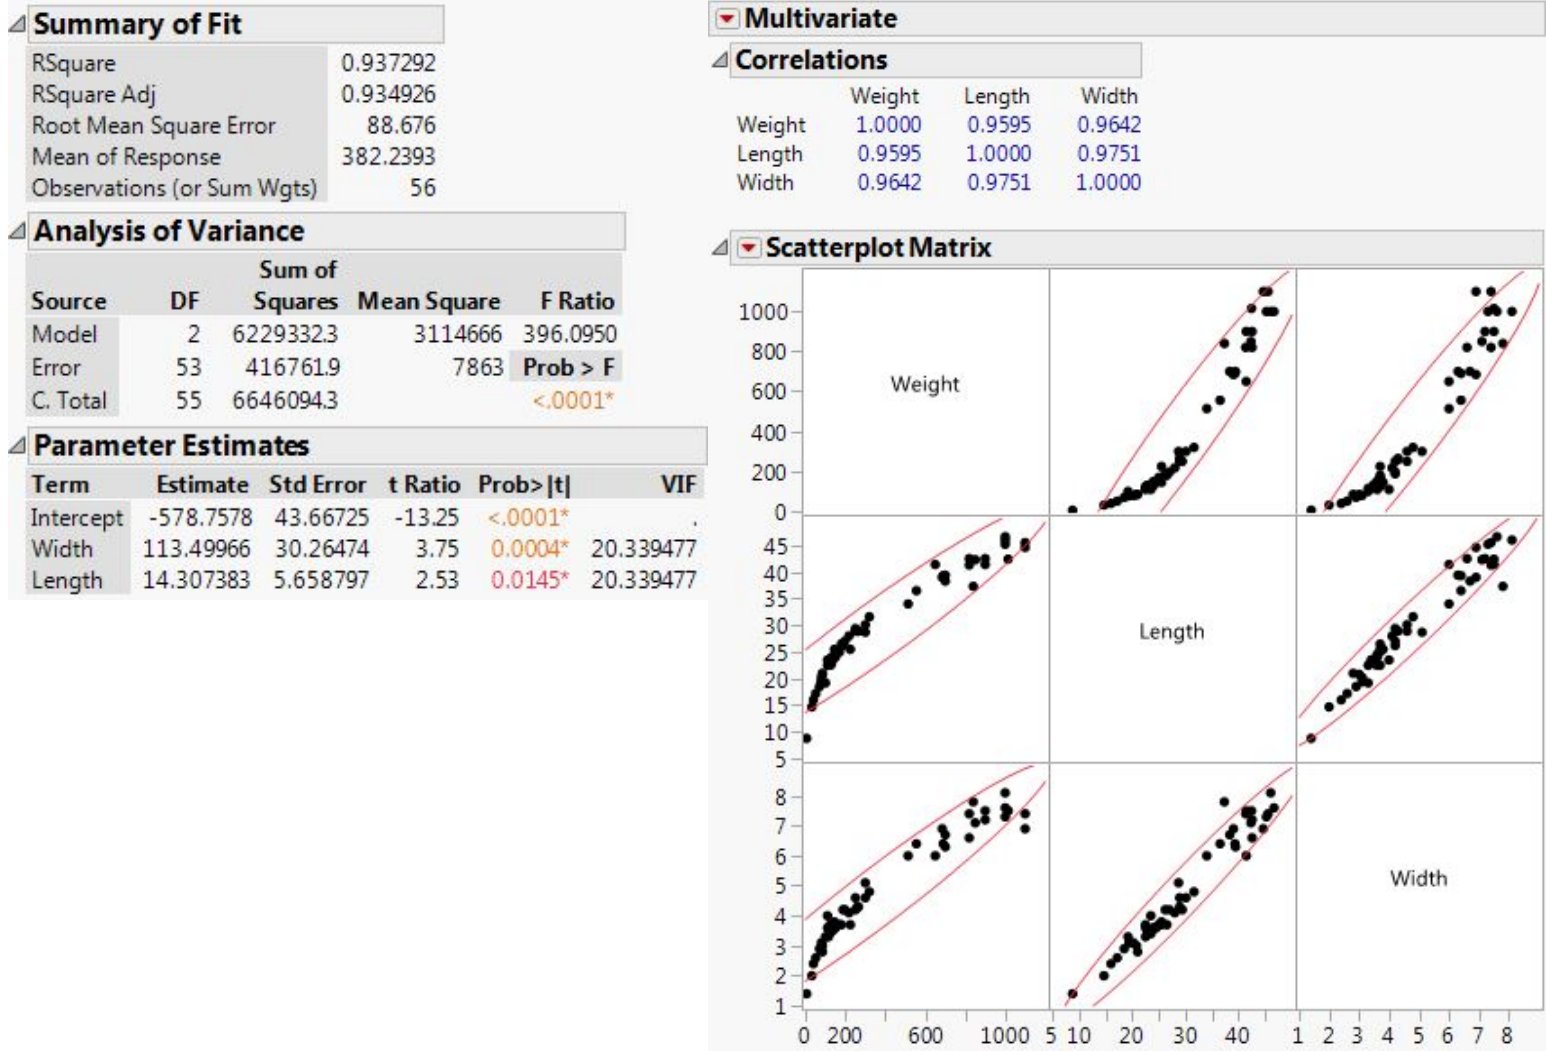 Summary of Fit
RSquare 0.937292
RSquare Adj 0.934926
Root Mean Square Error 88.676
Mean of Response 382.2393
Observations (or Sum Wgts) 56
Analysis of Variance
Sum of
Source DF Squares Mean Square F Ratio
Model 2 6229332.3 3114666 396.0950
Error 53 416761.9 7863 Prob > F
C. Total 55 6646094.3 <.0001*
Parameter Estimates
Term Estimate Std Error t Ratio Prob>|t| VIF
Intercept -578.7578 43.66725 -13.25 <.0001* .
Width 113.49966 30.26474 3.75 0.0004* 20.339477
Length 14.307383 5.658797 2.53 0.0145* 20.339477
Multivariate
Correlations
Weight Length Width
Weight 1.0000 0.9595 0.9642
Length 0.9595 1.0000 0.9751
Width 0.9642 0.9751 1.0000
Scatterplot Matrix
1000
800
600
400
200
0
Weight
45
40
35
30
25
20
15
10
5
Length
8
7
6
5
4
3
2
1
Width
0 200 600 1000 5 10 20 30 40 1 2 3 4 5 6 7 8